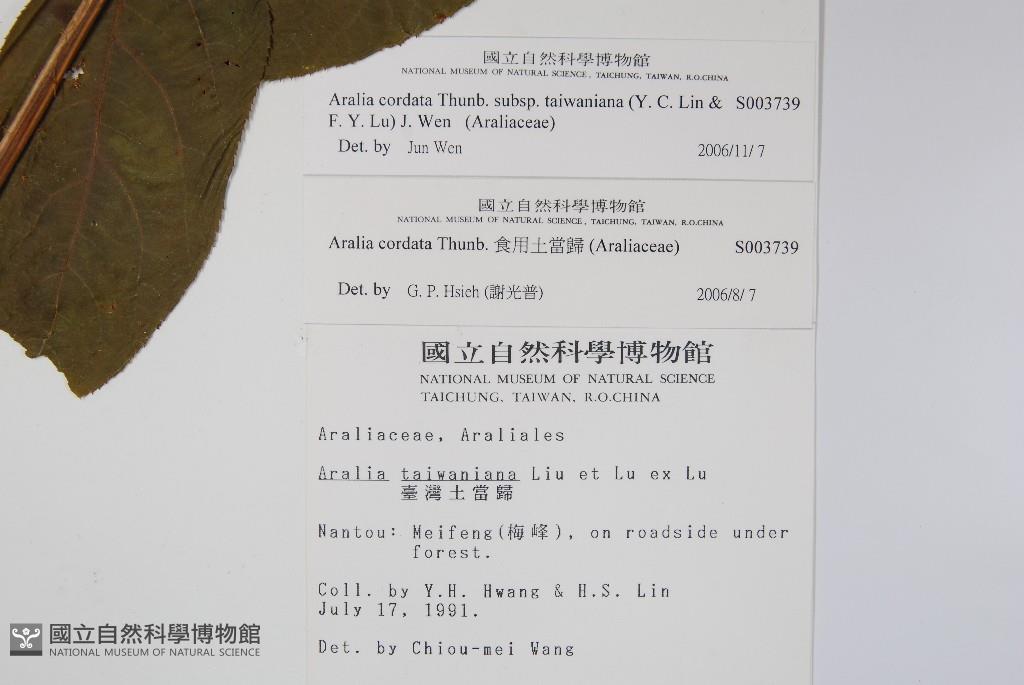 國立自然科學博物館
NATIONAL MUSEUM OF NATURAL SCIENCE, TAICHUNG, TAIWAN, R.O.CHINA
Aralia cordata Thunb. subsp. taiwaniana (Y. C. Lin & S003739
F. Y. Lu) J. Wen (Araliaceae)
Det. by Jun Wen 2006/11/ 7
國立自然科學博物館
NATIONAL MUSEUM OF NATURAL SCIENCE, TAICHUNG, TAIWAN, R.O.CHINA
Aralia cordata Thunb. 食用土當歸 (Araliaceae) S003739
Det. by G. P. Hsieh (謝光普) 2006/8/ 7
國立自然科學博物館
NATIONAL MUSEUM OF NATURAL SCIENCE
TAICHUNG, TAIWAN, R.O.CHINA
Araliaceae, Araliales
Aralia taiwaniana Liu et Lu ex Lu
臺灣土當歸
Nantou: Meifeng(梅峰), on roadside under
forest.
Coll. by Y.H. Hwang & H.S. Lin
July 17, 1991.
Det. by Chiou-mei Wang
國立自然科學博物館
NATIONAL MUSEUM OF NATURAL SCIENCE